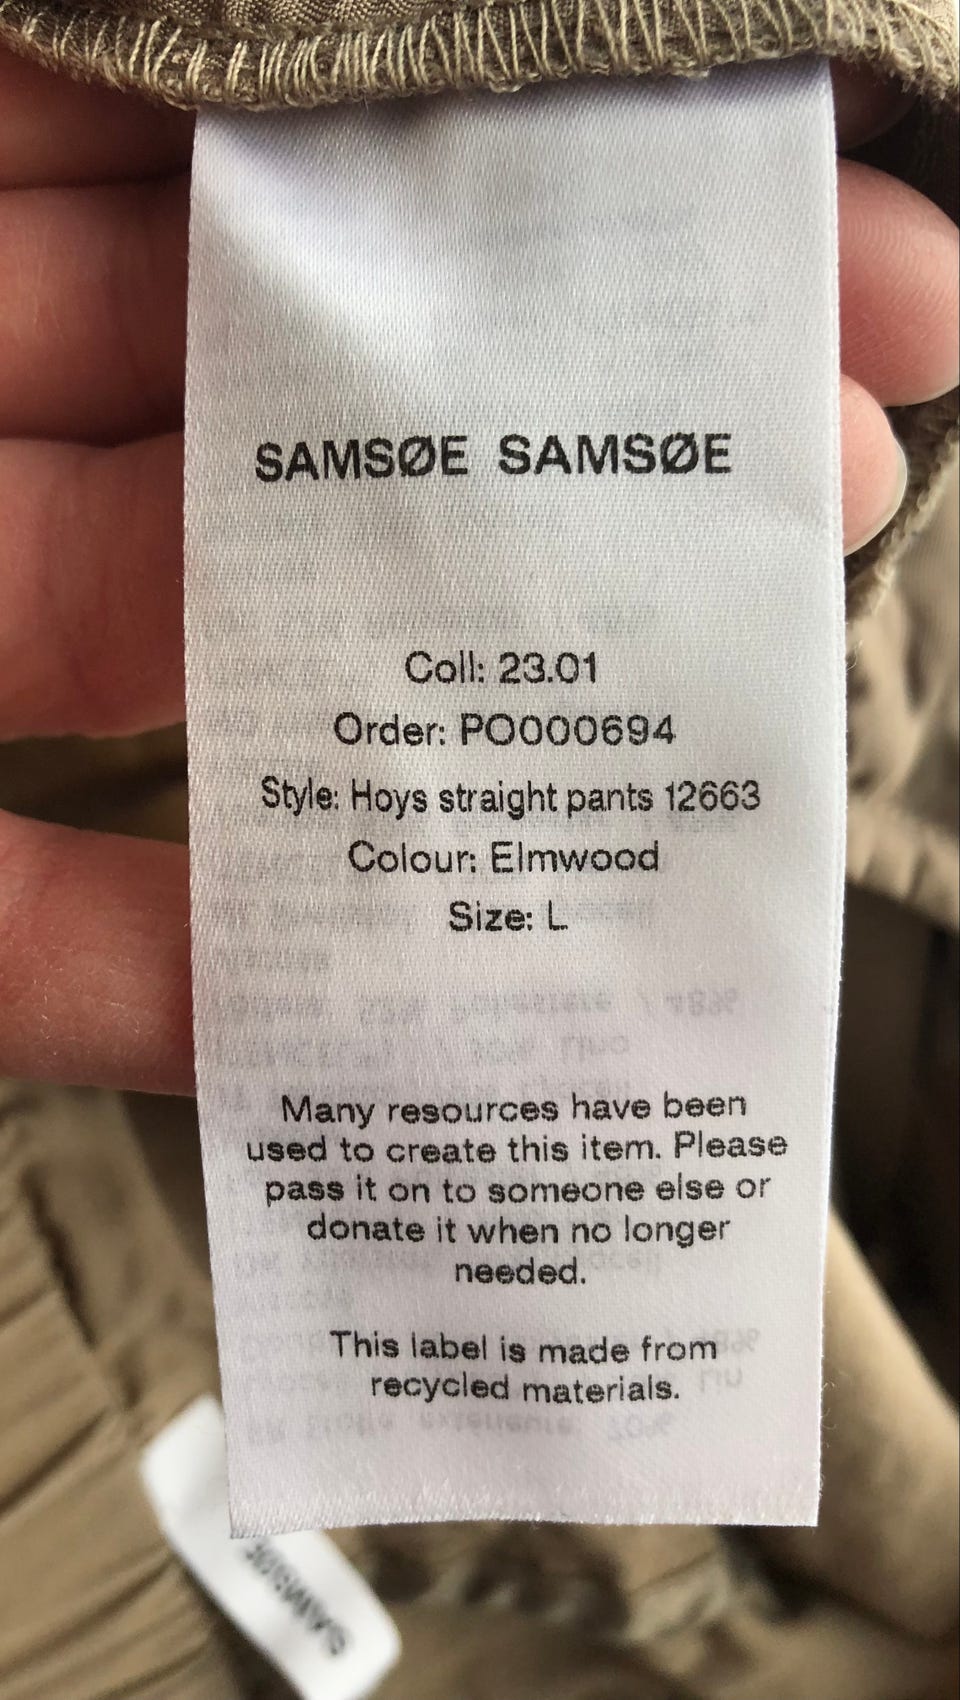 SAMSØE SAMSØE
Coll: 23.01
Order: PO000694
Style: Hoys straight pants 12663
Colour: Elmwood
Size: L
Many resources have been
used to create this item. Please
pass it on to someone else or
donate it when no longer
needed.
This label is made from
recycled materials.
SAMSØE